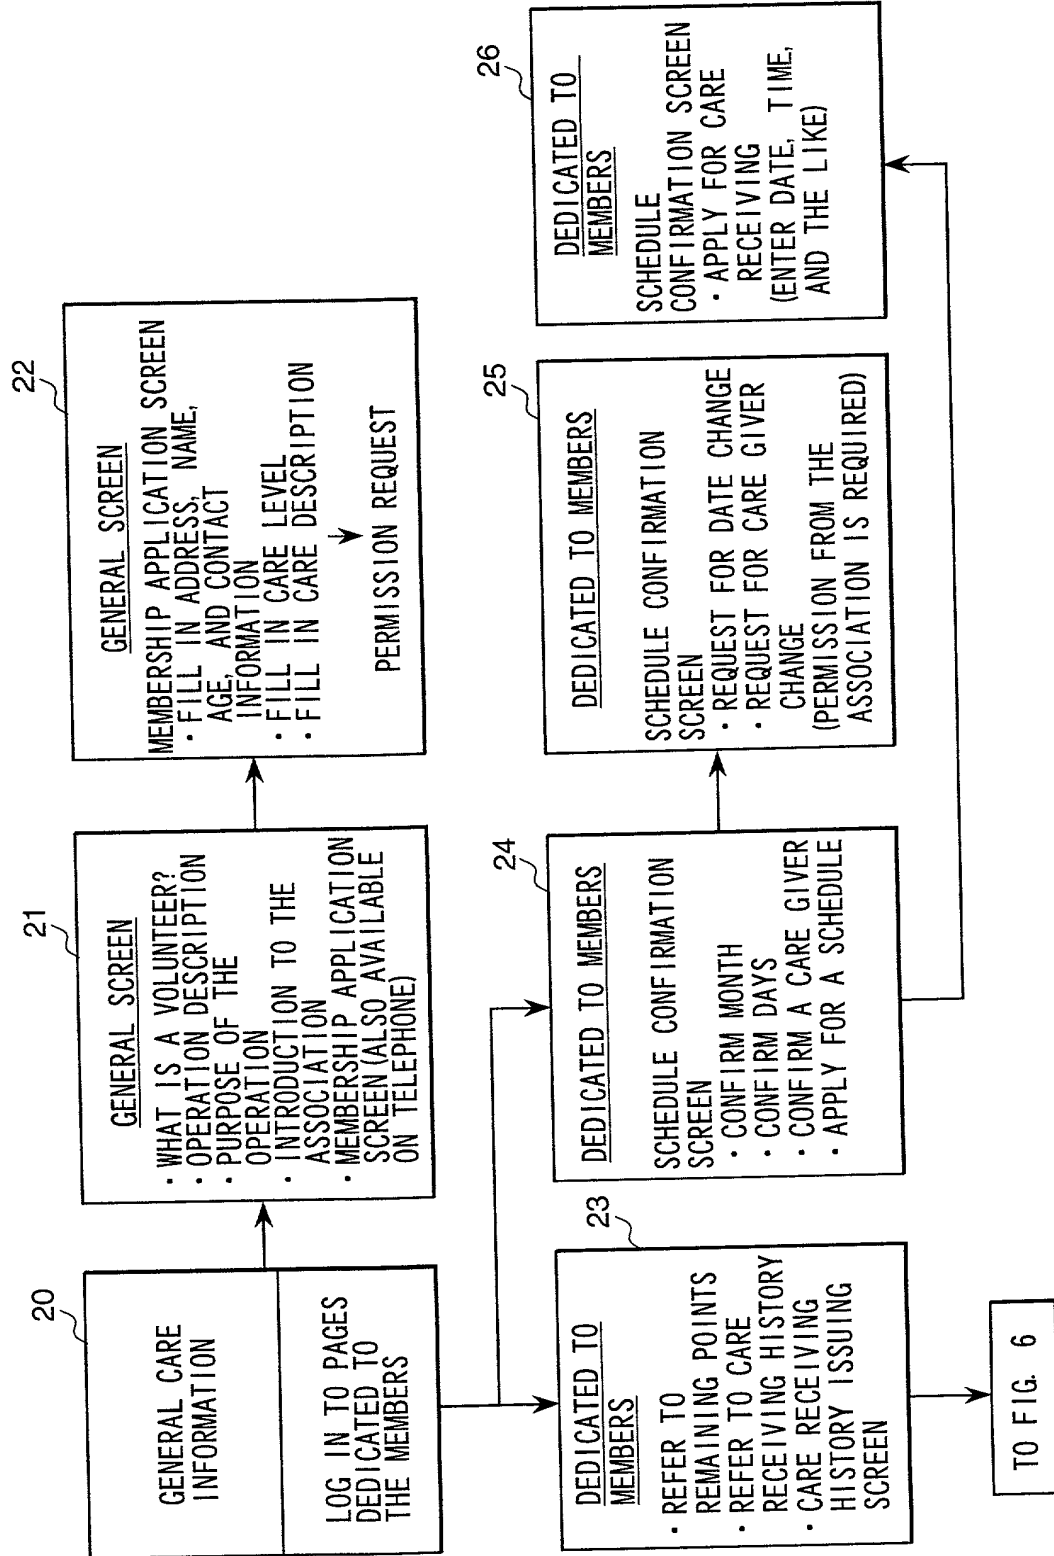 20
GENERAL CARE
INFORMATION
LOG IN TO PAGES
DEDICATED TO
THE MEMBERS
21
GENERAL SCREEN
· WHAT IS A VOLUNTEER?
· OPERATION DESCRIPTION
· PURPOSE OF THE
OPERATION
· INTRODUCTION TO THE
ASSOCIATION
· MEMBERSHIP APPLICATION
SCREEN (ALSO AVAILABLE
ON TELEPHONE)
22
GENERAL SCREEN
MEMBERSHIP APPLICATION SCREEN
· FILL IN ADDRESS, NAME,
AGE, AND CONTACT
INFORMATION
· FILL IN CARE LEVEL
· FILL IN CARE DESCRIPTION
PERMISSION REQUEST
23
DEDICATED TO
MEMBERS
· REFER TO
REMAINING POINTS
· REFER TO CARE
RECEIVING HISTORY
· CARE RECEIVING
HISTORY ISSUING
SCREEN
24
DEDICATED TO MEMBERS
SCHEDULE CONFIRMATION
SCREEN
· CONFIRM MONTH
· CONFIRM DAYS
· CONFIRM A CARE GIVER
· APPLY FOR A SCHEDULE
25
DEDICATED TO MEMBERS
SCHEDULE CONFIRMATION
SCREEN
· REQUEST FOR DATE CHANGE
· REQUEST FOR CARE GIVER
CHANGE
(PERMISSION FROM THE
ASSOCIATION IS REQUIRED)
26
DEDICATED TO
MEMBERS
SCHEDULE
CONFIRMATION SCREEN
· APPLY FOR CARE
RECEIVING
(ENTER DATE, TIME,
AND THE LIKE)
TO FIG. 6